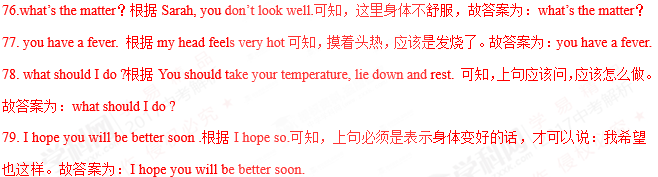 76.what’s the matter？根据 Sarah, you don’t look well.可知，这里身体不舒服，故答案为：what’s the matter？
77. you have a fever. 根据 my head feels very hot 可知，摸着头热，应该是发烧了。故答案为：you have a fever.
78. what should I do ?根据 You should take your temperature, lie down and rest. 可知，上句应该问，应该怎么做。
故答案为：what should I do ?
79. I hope you will be better soon .根据 I hope so.可知，上句必须是表示身体变好的话，才可以说：我希望
也这样。故答案为：I hope you will be better soon.